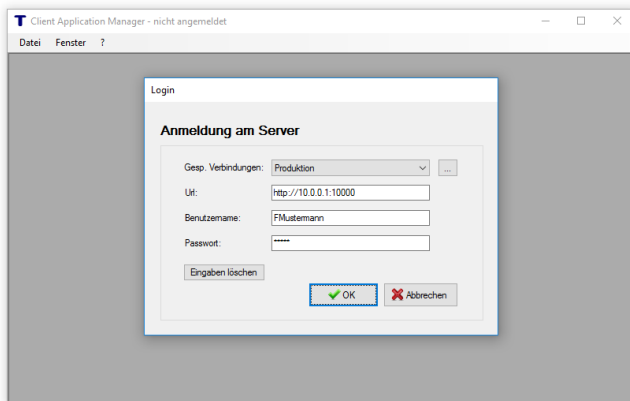 T Client Application Manager - nicht angemeldet
Datei Fenster ?
Login
Anmeldung am Server
Gesp. Verbindungen: Produktion ...
Url: http://10.0.0.1:10000
Benutzername: FMustermann
Passwort: •••••
Eingaben löschen
OK Abbrechen